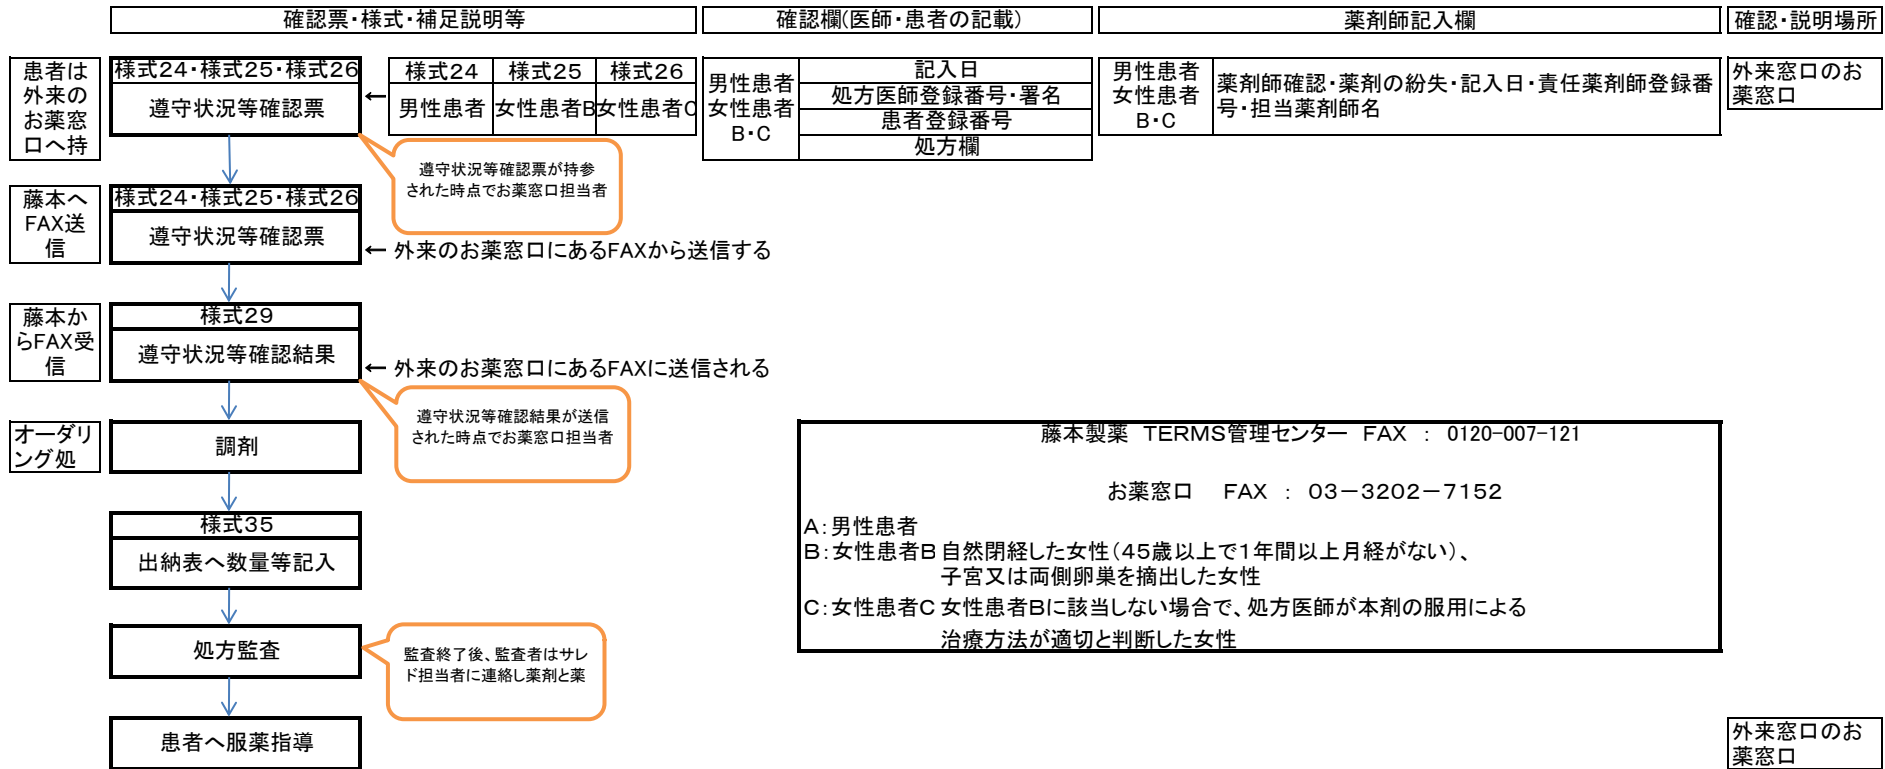 確認票・様式・補足説明等
確認欄(医師・患者の記載)
薬剤師記入欄
確認・説明場所
患者は
外来の
お薬窓
口へ持
様式24・様式25・様式26
遵守状況等確認票
←
様式24
様式25
様式26
男性患者
女性患者B
女性患者C
男性患者
女性患者
B・C
記入日
処方医師登録番号・署名
患者登録番号
処方欄
男性患者
女性患者
B・C
薬剤師確認・薬剤の紛失・記入日・責任薬剤師登録番
号・担当薬剤師名
外来窓口のお
薬窓口
遵守状況等確認票が持参
された時点でお薬窓口担当者
藤本へ
FAX送
信
様式24・様式25・様式26
遵守状況等確認票
← 外来のお薬窓口にあるFAXから送信する
藤本か
らFAX受
信
様式29
遵守状況等確認結果
← 外来のお薬窓口にあるFAXに送信される
遵守状況等確認結果が送信
された時点でお薬窓口担当者
オーダリ
ング処
調剤
藤本製薬 TERMS管理センター FAX : 0120-007-121
お薬窓口 FAX : 03-3202-7152
A:男性患者
B:女性患者B 自然閉経した女性(45歳以上で1年間以上月経がない)、
子宮又は両側卵巣を摘出した女性
C:女性患者C 女性患者Bに該当しない場合で、処方医師が本剤の服用による
治療方法が適切と判断した女性
様式35
出納表へ数量等記入
処方監査
監査終了後、監査者はサレ
ド担当者に連絡し薬剤と薬
患者へ服薬指導
外来窓口のお
薬窓口